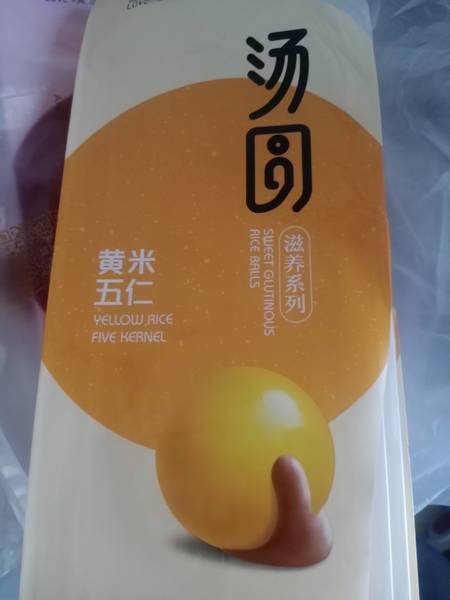 汤圆
滋养系列
SWEET GLUTINOUS
RICE BALLS
黄米
五仁
YELLOW RICE
FIVE KERNEL